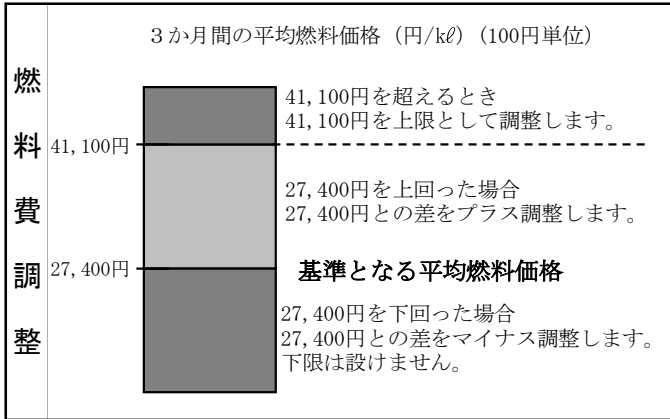 燃料費調整
3か月間の平均燃料価格（円/kℓ）（100円単位）
41,100円を超えるとき
41,100円を上限として調整します。
41,100円
27,400円を上回った場合
27,400円との差をプラス調整します。
27,400円
基準となる平均燃料価格
27,400円を下回った場合
27,400円との差をマイナス調整します。
下限は設けません。